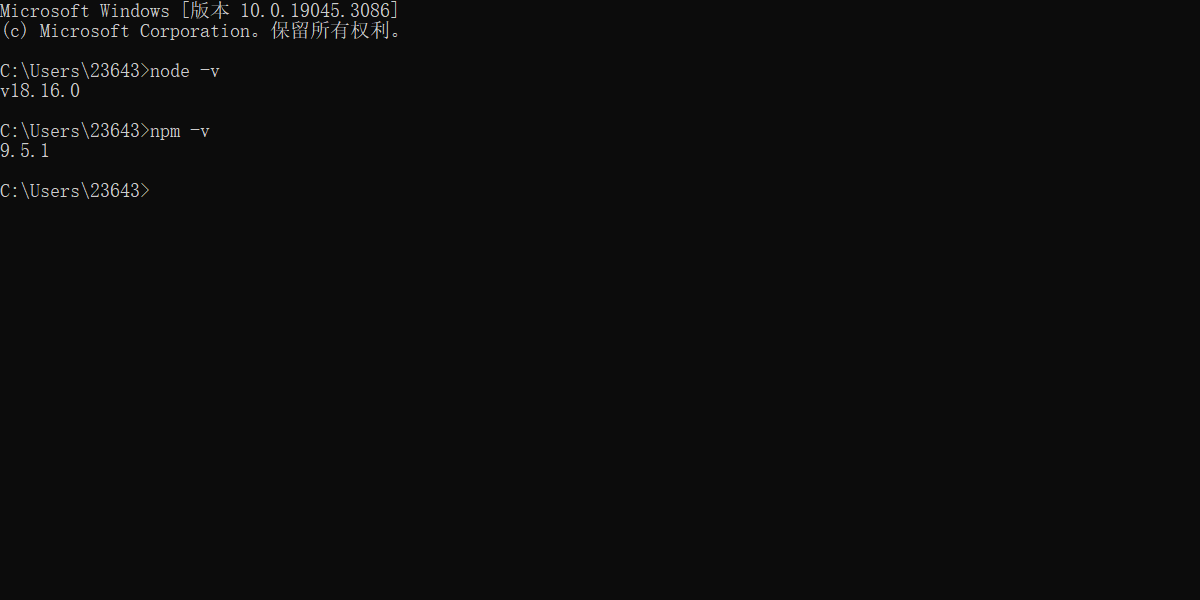 Microsoft Windows [版本 10.0.19045.3086]
(c) Microsoft Corporation。保留所有权利。
C:\Users\23643>node -v
v18.16.0
C:\Users\23643>npm -v
9.5.1
C:\Users\23643>